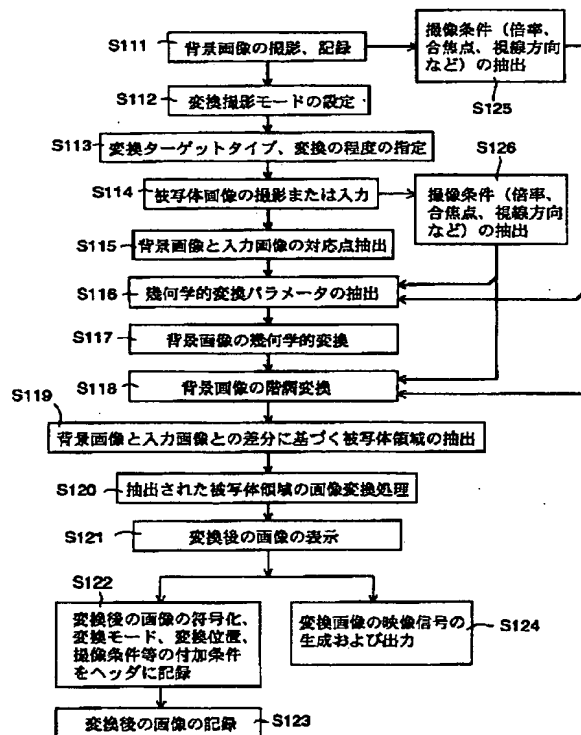 S111
背景画像の撮影、記録
撮像条件（倍率、
合焦点、視線方向
など）の抽出
S125
S112
変換撮影モードの設定
S113
変換ターゲットタイプ、変換の程度の指定
S126
S114
被写体画像の撮影または入力
撮像条件（倍率、
合焦点、視線方向
など）の抽出
S115
背景画像と入力画像の対応点抽出
S116
幾何学的変換パラメータの抽出
S117
背景画像の幾何学的変換
S118
背景画像の階調変換
S119
背景画像と入力画像との差分に基づく被写体領域の抽出
S120
抽出された被写体領域の画像変換処理
S121
変換後の画像の表示
S122
変換後の画像の符号化、
変換モード、変換位置、
撮像条件等の付加条件
をヘッダに記録
変換画像の映像信号の
生成および出力
S124
変換後の画像の記録
S123